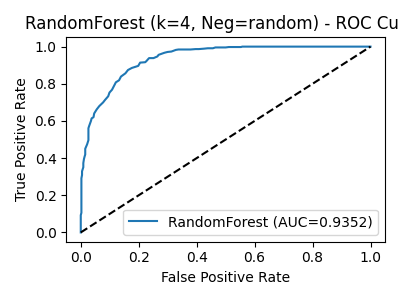 RandomForest (k=4, Neg=random) - ROC Cu
1.0
0.8
0.6
0.4
0.2
0.0
True Positive Rate
RandomForest (AUC=0.9352)
0.0 0.2 0.4 0.6 0.8 1.0
False Positive Rate